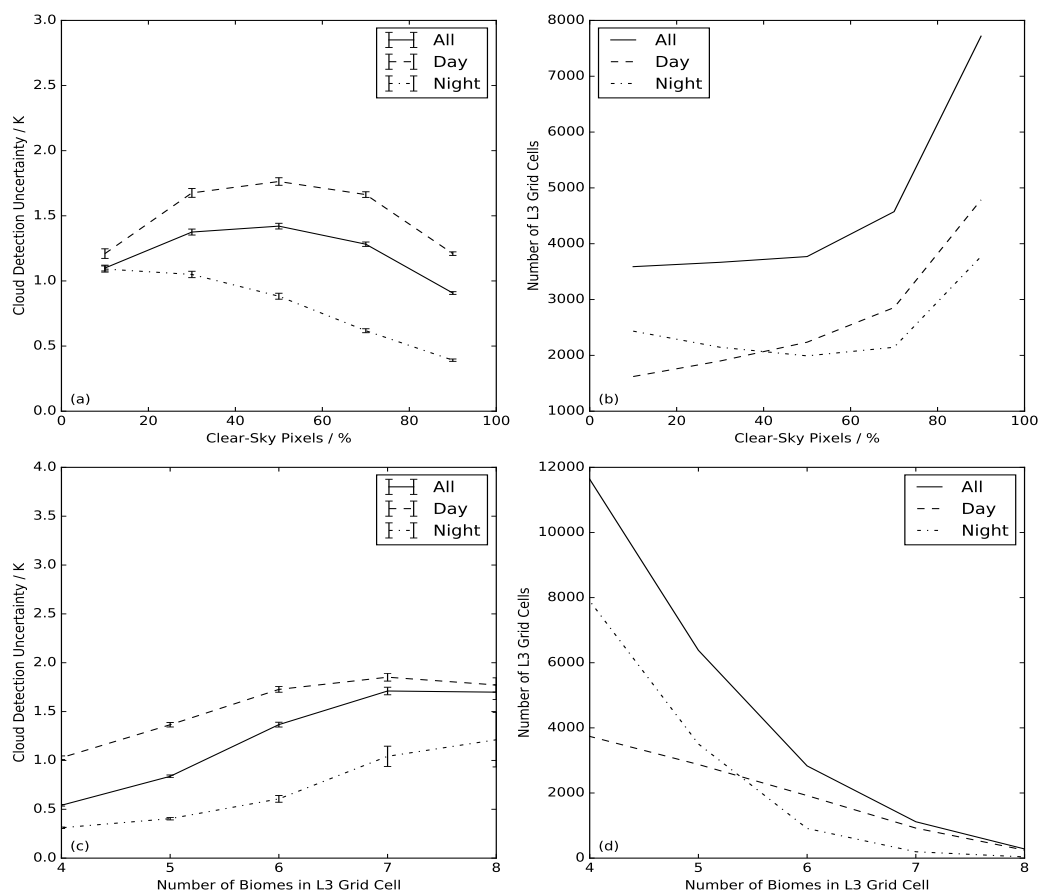 3.0
2.5
2.0
1.5
1.0
0.5
0.0
Cloud Detection Uncertainty / K
All
Day
Night
(a)
0 20 40 60 80 100
Clear-Sky Pixels / %
8000
7000
6000
5000
4000
3000
2000
1000
Number of L3 Grid Cells
All
Day
Night
(b)
0 20 40 60 80 100
Clear-Sky Pixels / %
4.0
3.5
3.0
2.5
2.0
1.5
1.0
0.5
0.0
Cloud Detection Uncertainty / K
All
Day
Night
(c)
4 5 6 7 8
Number of Biomes in L3 Grid Cell
12000
10000
8000
6000
4000
2000
0
Number of L3 Grid Cells
All
Day
Night
(d)
4 5 6 7 8
Number of Biomes in L3 Grid Cell